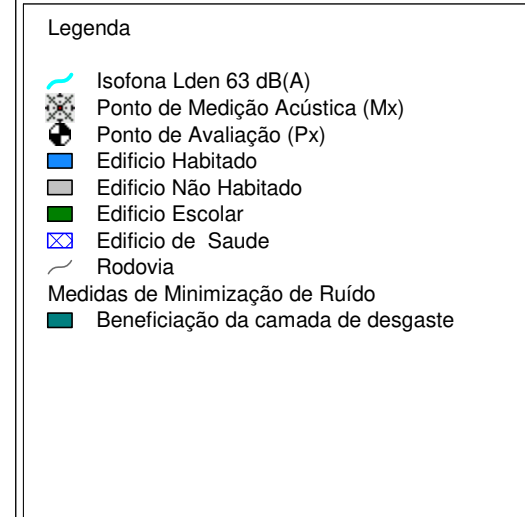 Legenda
Isofona Lden 63 dB(A)
Ponto de Medição Acústica (Mx)
Ponto de Avaliação (Px)
Edificio Habitado
Edificio Não Habitado
Edificio Escolar
Edificio de Saude
Rodovia
Medidas de Minimização de Ruído
Beneficiação da camada de desgaste